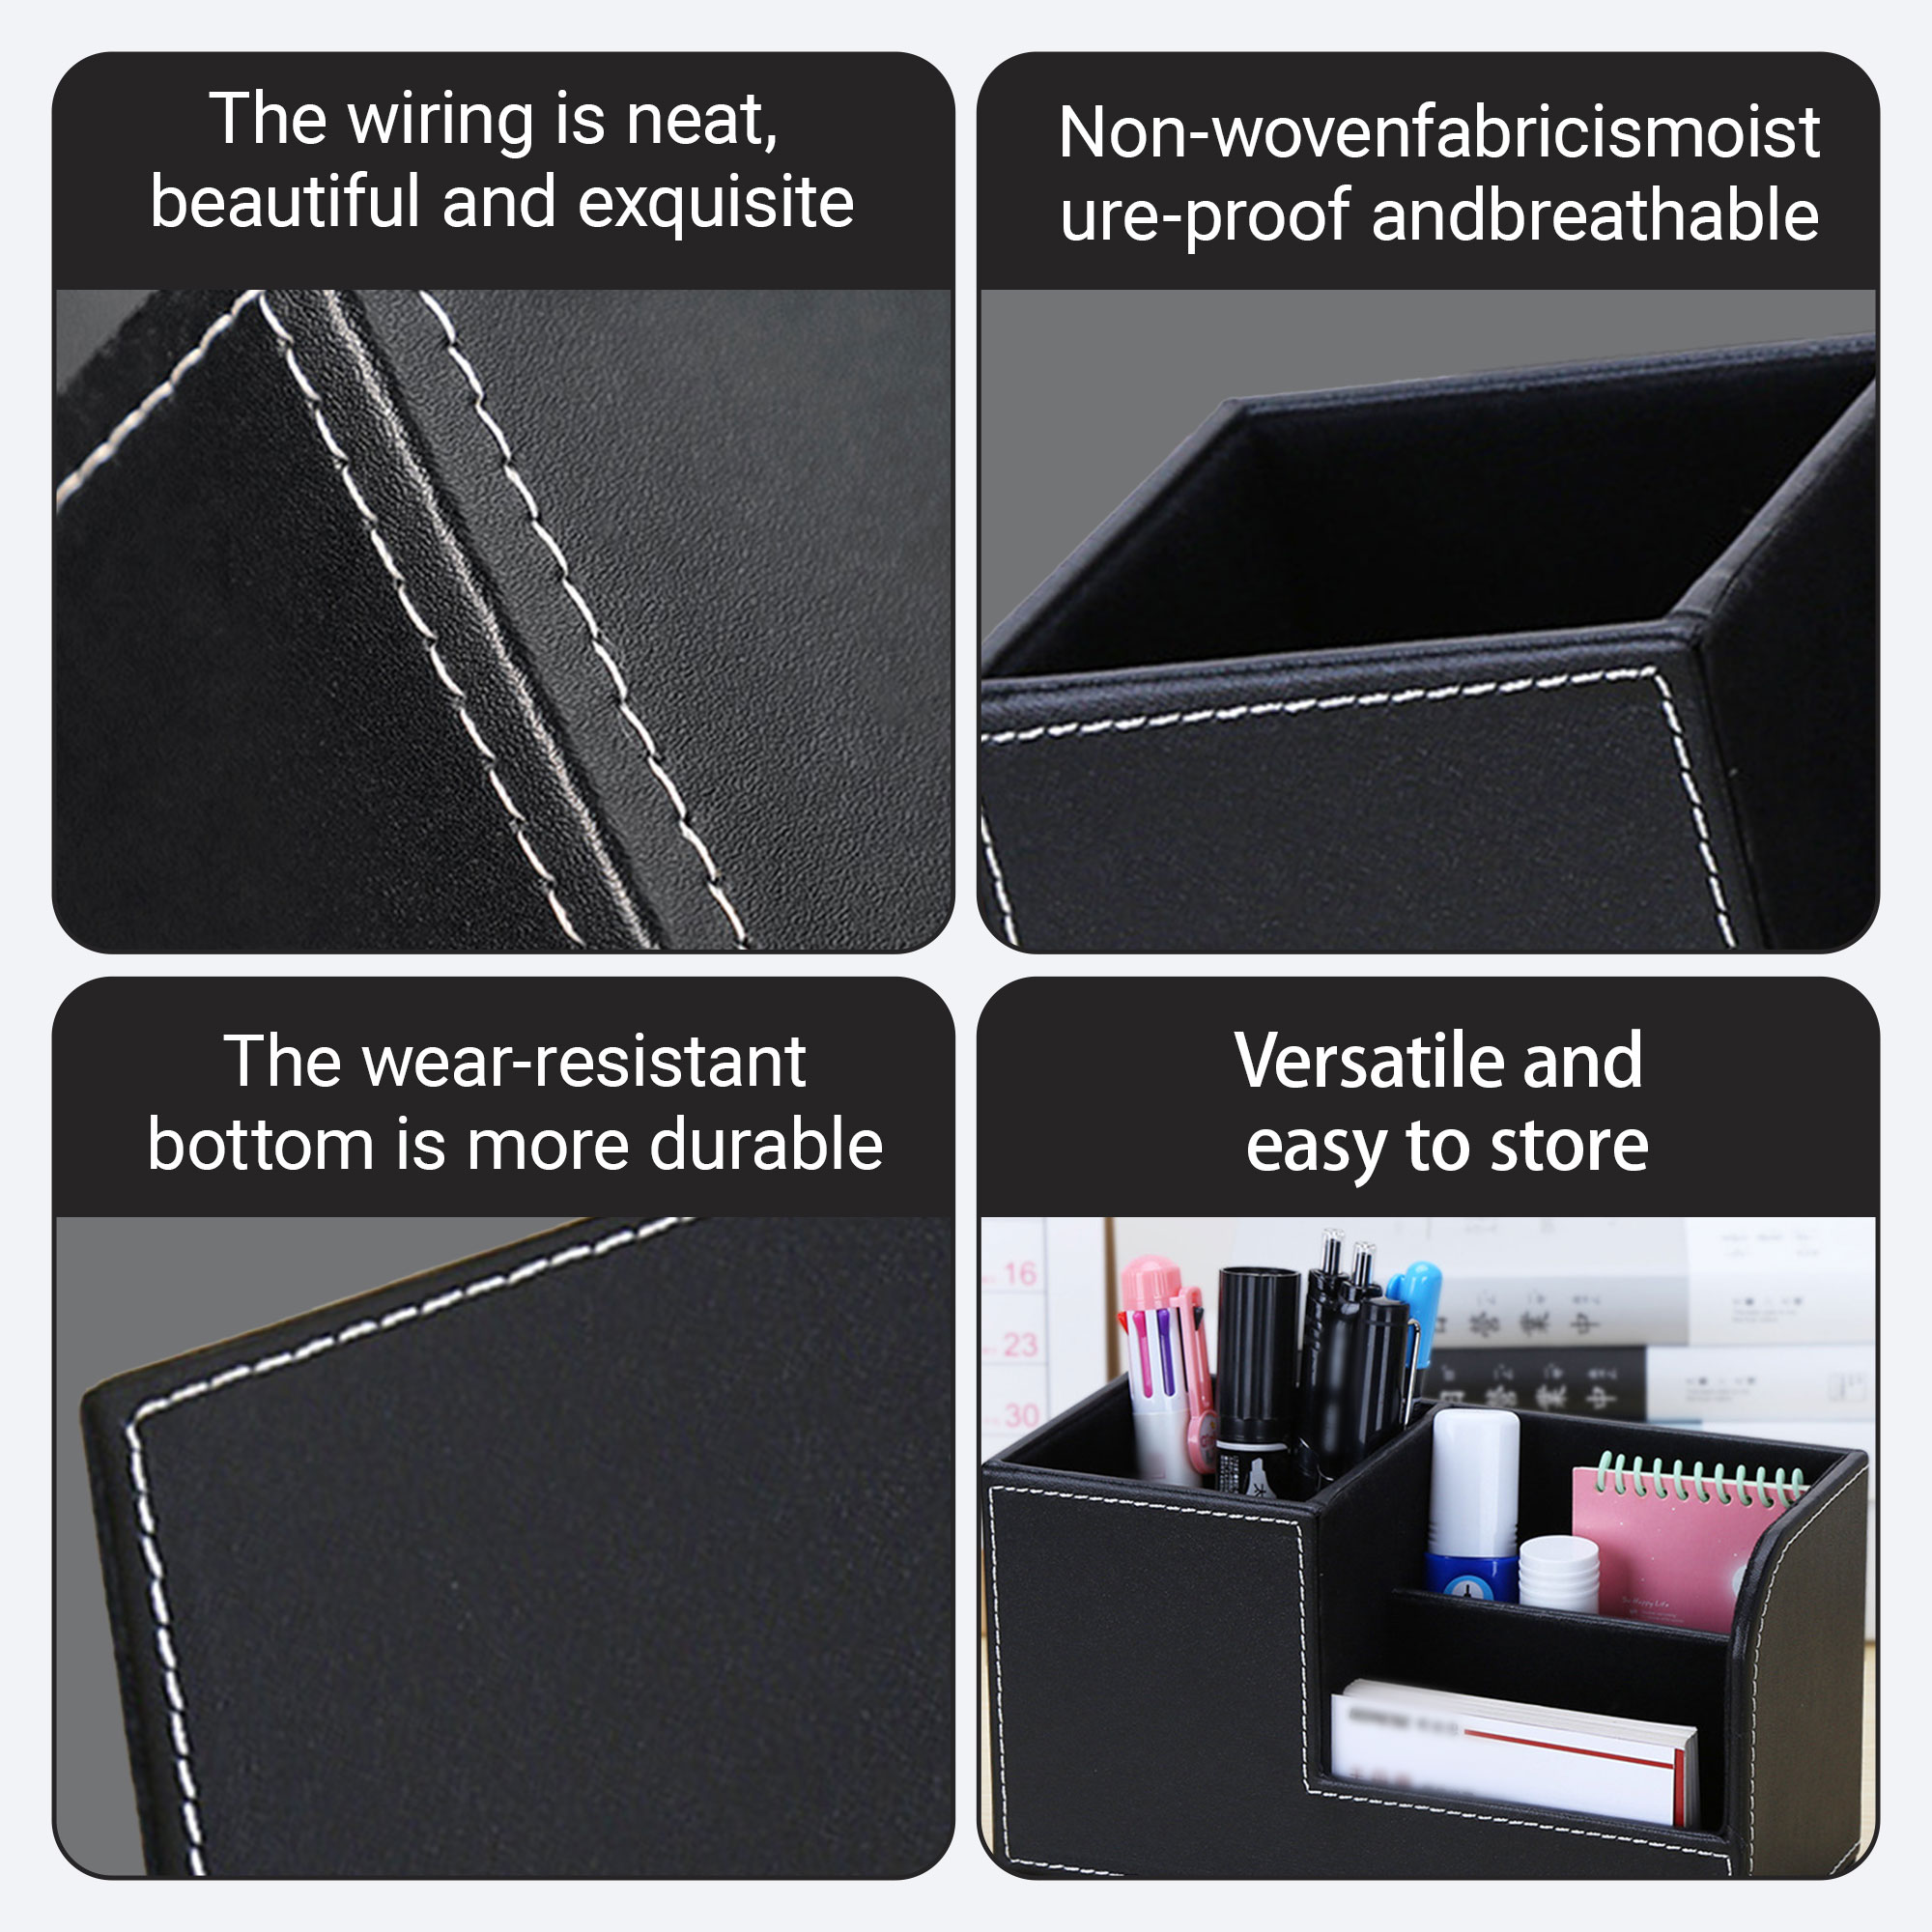 The wiring is neat,
beautiful and exquisite
Non-wovenfabricismoist
ure-proof andbreathable
The wear-resistant
bottom is more durable
Versatile and
easy to store
16
23
30